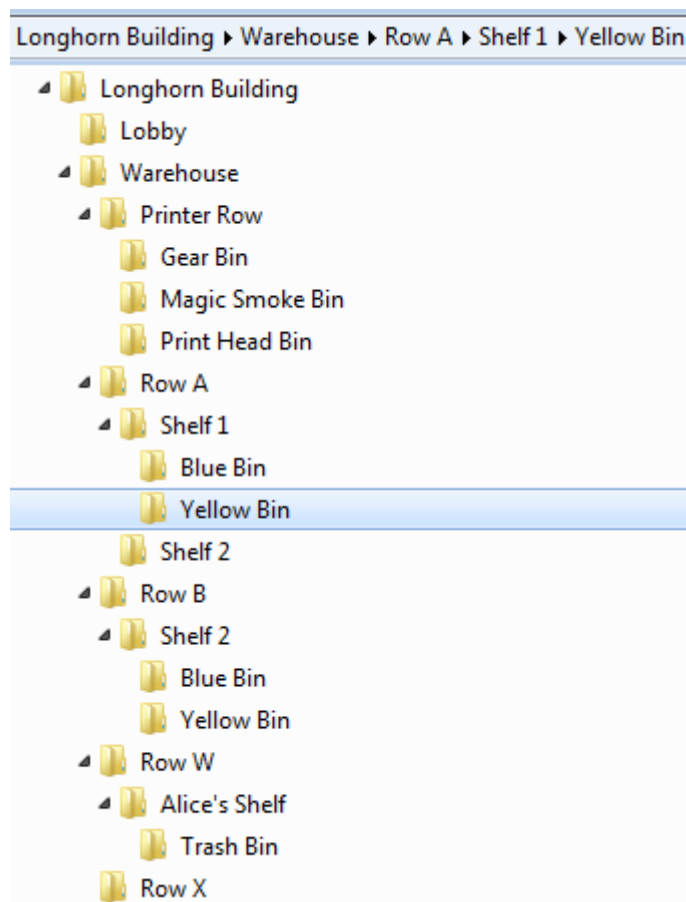 Longhorn Building ▸ Warehouse ▸ Row A ▸ Shelf 1 ▸ Yellow Bin
Longhorn Building
Lobby
Warehouse
Printer Row
Gear Bin
Magic Smoke Bin
Print Head Bin
Row A
Shelf 1
Blue Bin
Yellow Bin
Shelf 2
Row B
Shelf 2
Blue Bin
Yellow Bin
Row W
Alice's Shelf
Trash Bin
Row X